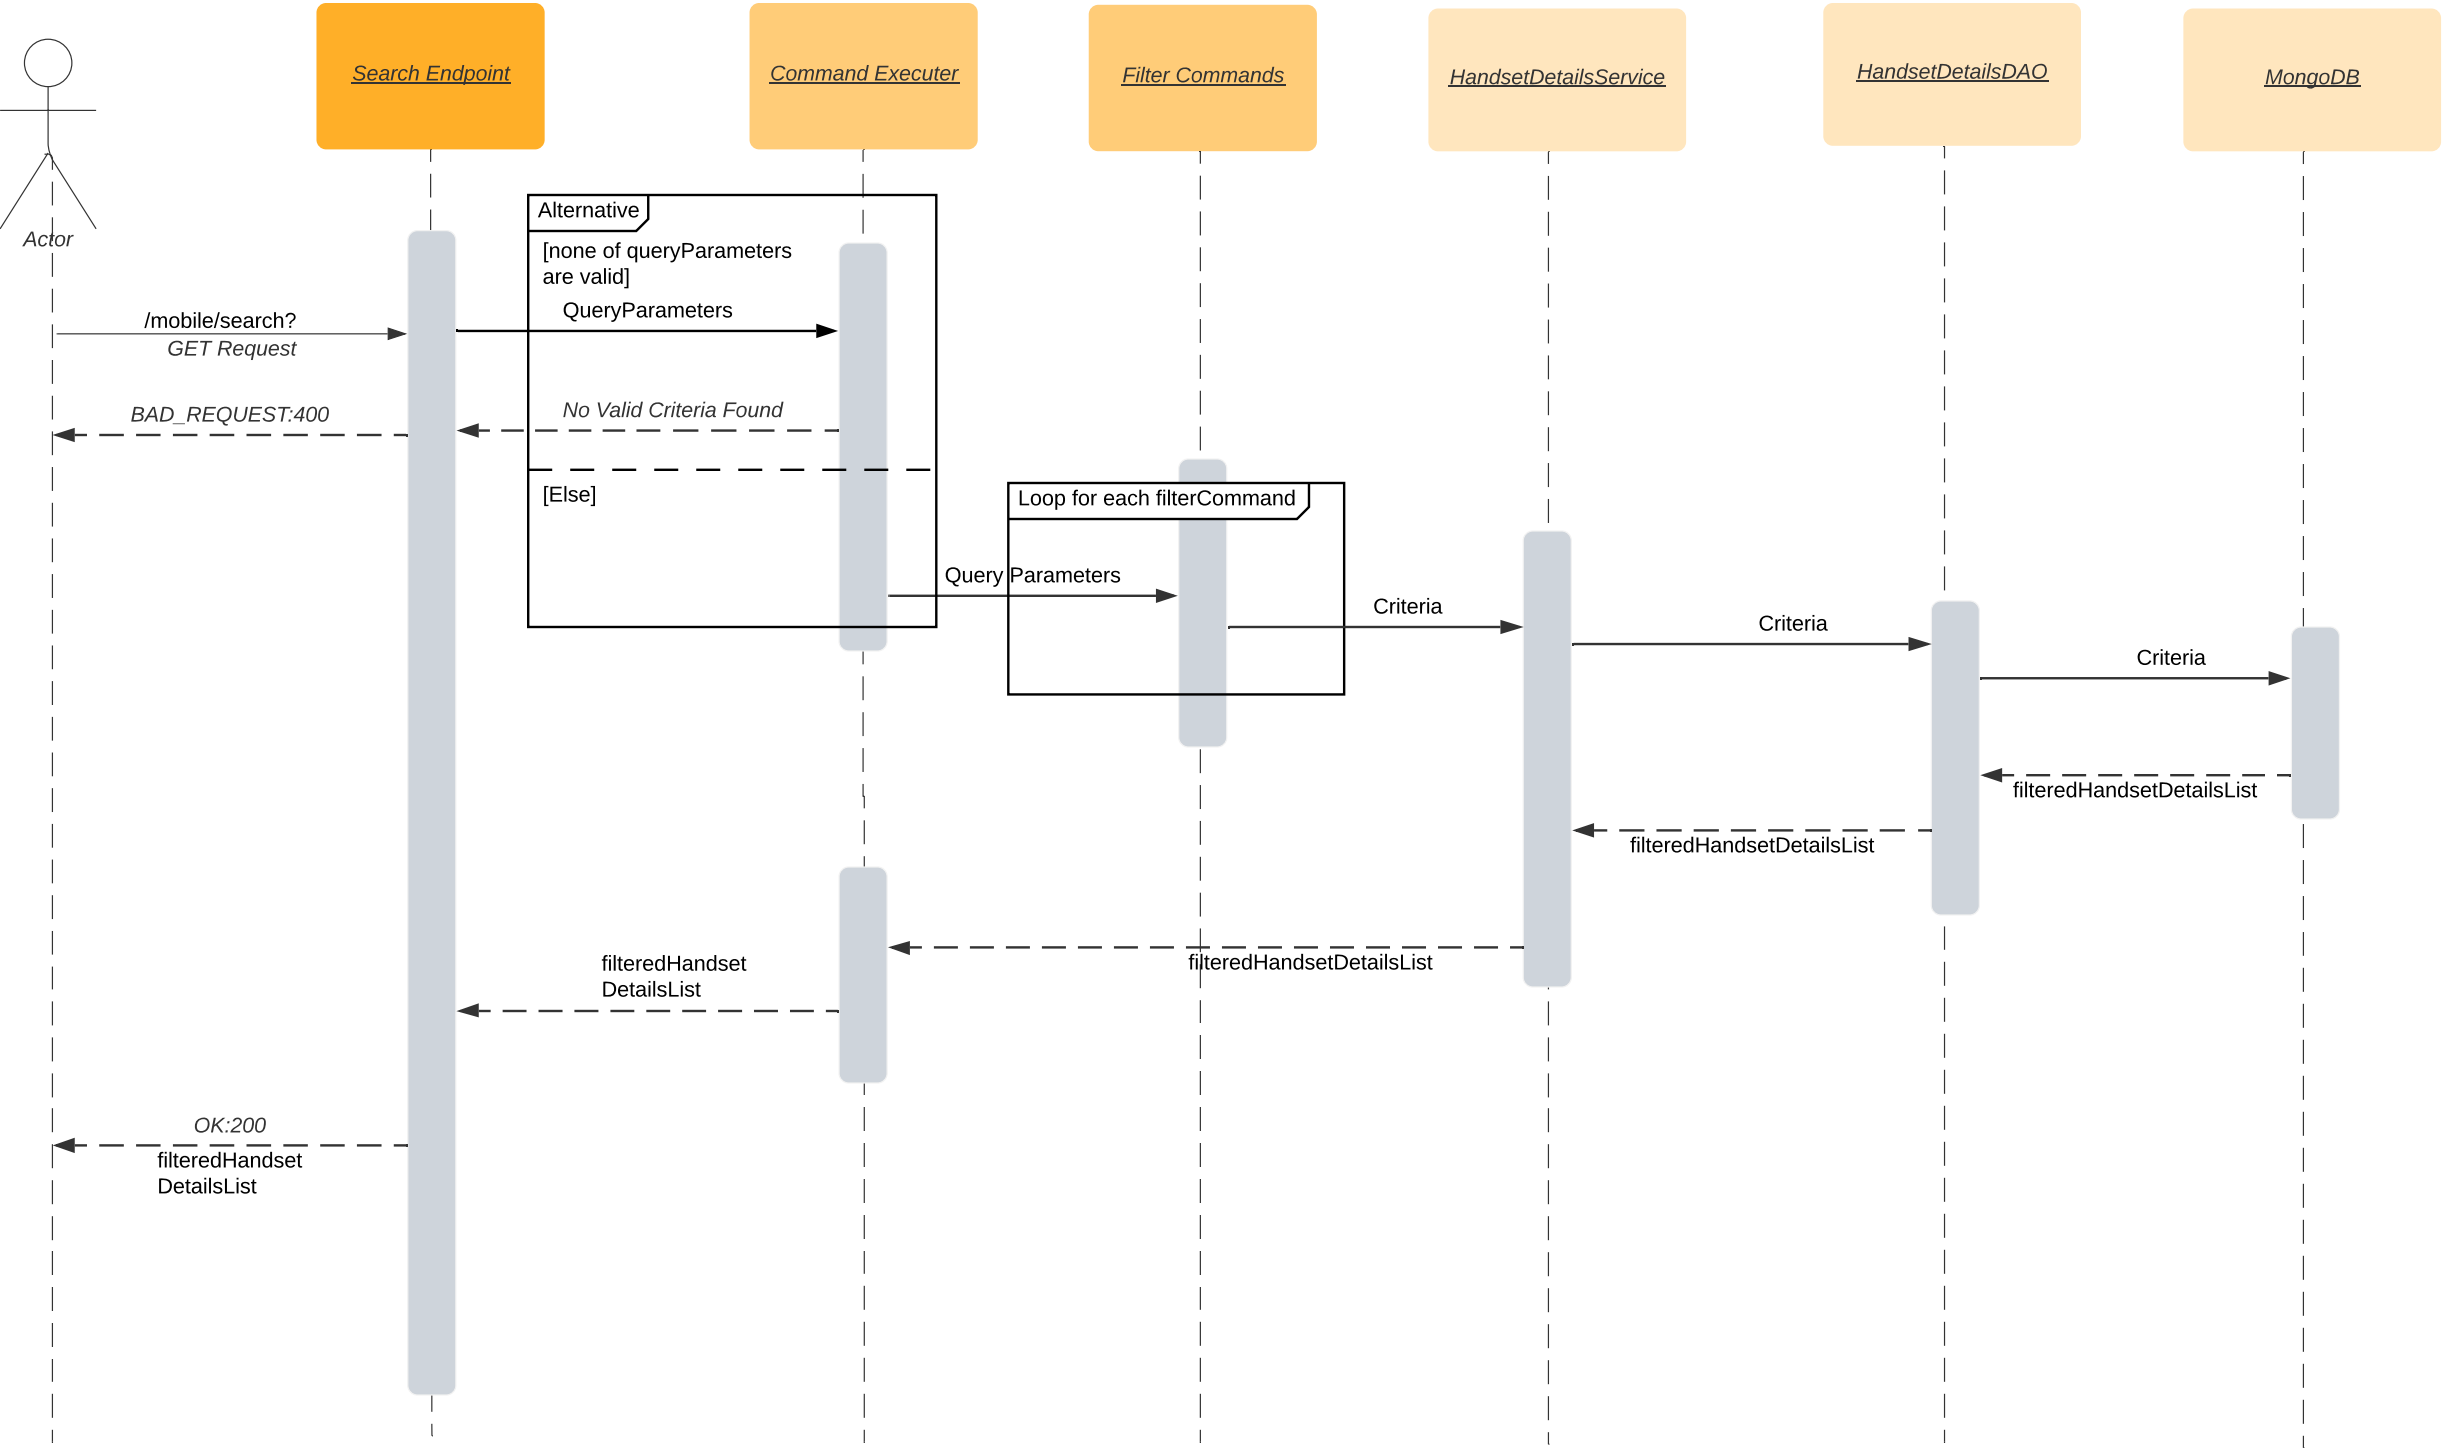 Search Endpoint
Command Executer
Filter Commands
HandsetDetailsService
HandsetDetailsDAO
MongoDB
Actor
Alternative
[none of queryParameters
are valid]
QueryParameters
/mobile/search?
GET Request
No Valid Criteria Found
BAD_REQUEST:400
[Else]
Loop for each filterCommand
Query Parameters
Criteria
Criteria
Criteria
filteredHandsetDetailsList
filteredHandsetDetailsList
filteredHandsetDetailsList
filteredHandset
DetailsList
OK:200
filteredHandset
DetailsList